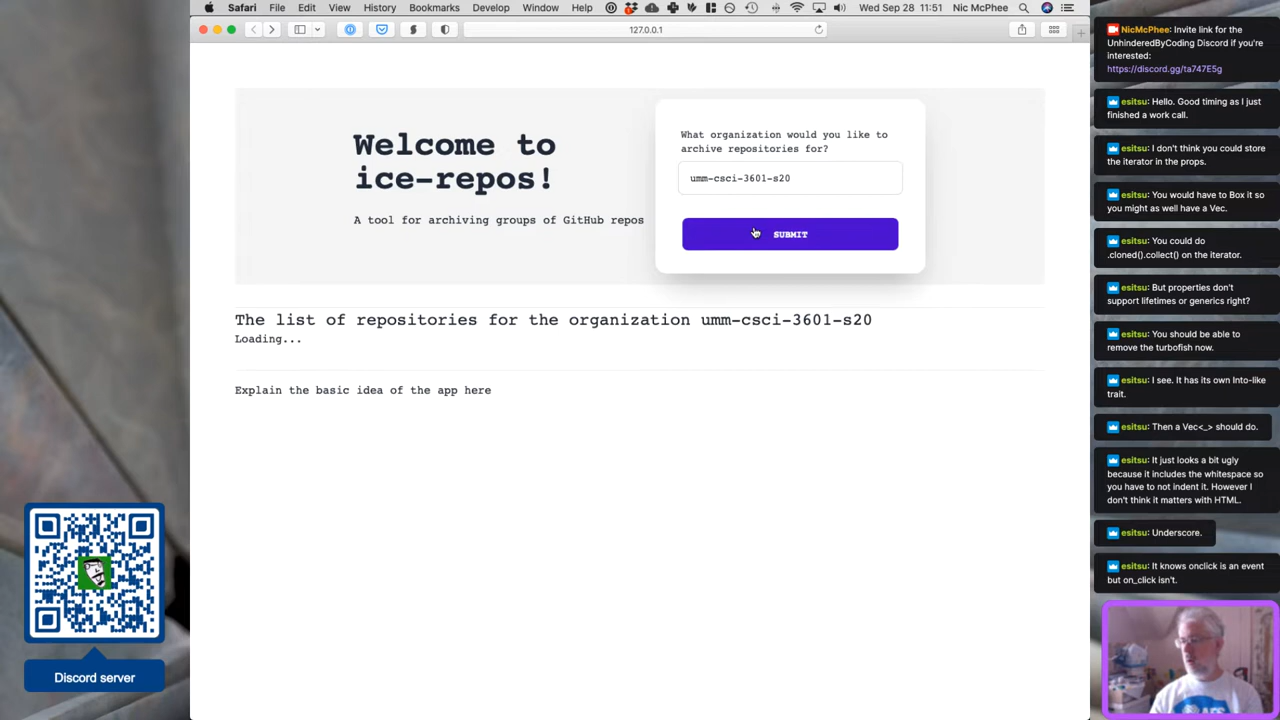 Safari File Edit View History Bookmarks Develop Window Help Wed Sep 28 11:51 Nic McPhee
127.0.0.1
Welcome to
ice-repos!
A tool for archiving groups of GitHub repos
What organization would you like to
archive repositories for?
umm-csci-3601-s20
SUBMIT
The list of repositories for the organization umm-csci-3601-s20
Loading...
Explain the basic idea of the app here
Discord server
NicMcPhee: Invite link for the
UnhinderedByCoding Discord if you're
interested:
https://discord.gg/ta747E5g
esitsu: Hello. Good timing as I just
finished a work call.
esitsu: I don't think you could store
the iterator in the props.
esitsu: You would have to Box it so
you might as well have a Vec.
esitsu: You could do
.cloned().collect() on the iterator.
esitsu: But properties don't
support lifetimes or generics right?
esitsu: You should be able to
remove the turbofish now.
esitsu: I see. It has its own Into-like
trait.
esitsu: Then a Vec<_> should do.
esitsu: It just looks a bit ugly
because it includes the whitespace so
you have to not indent it. However I
don't think it matters with HTML.
esitsu: Underscore.
esitsu: It knows onclick is an event
but on_click isn't.